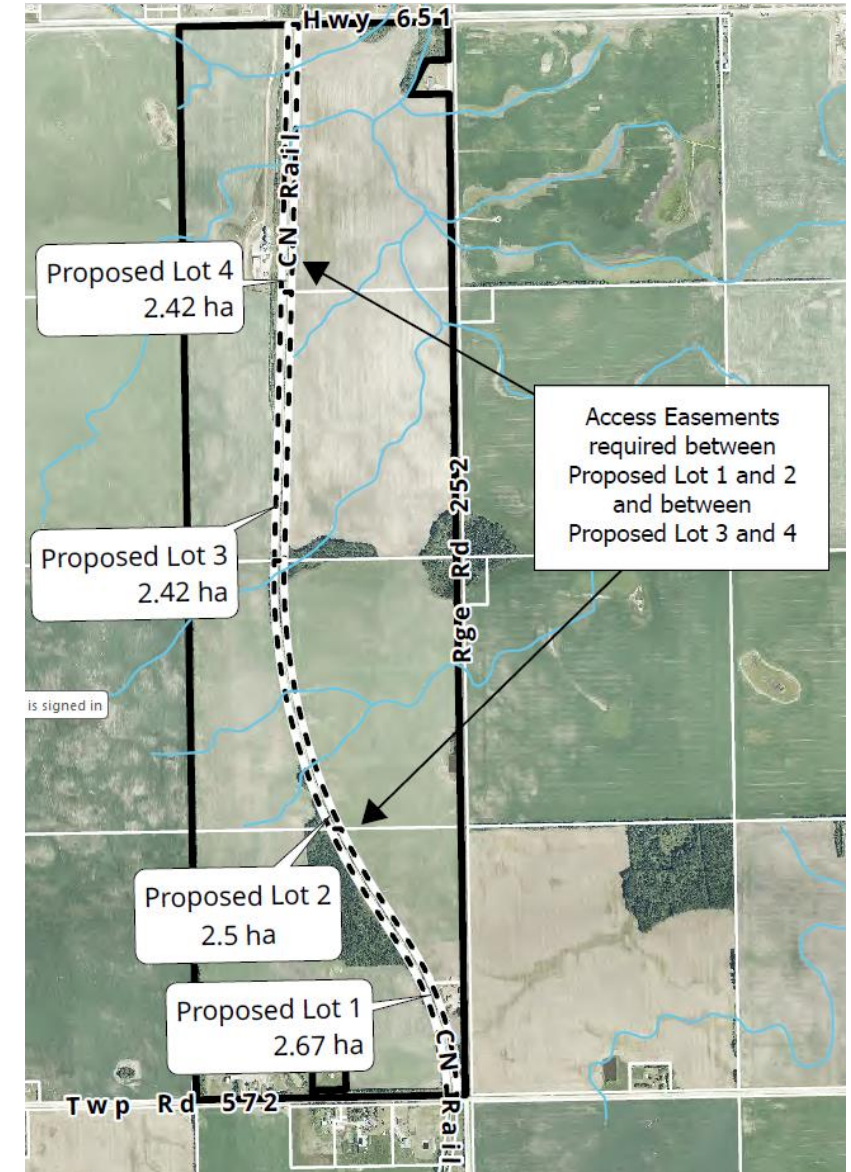 Hwy 651
CN Rail
Proposed Lot 4
2.42 ha
Access Easements
required between
Proposed Lot 1 and 2
and between
Proposed Lot 3 and 4
Rge Rd 252
Proposed Lot 3
2.42 ha
is signed in
Proposed Lot 2
2.5 ha
Proposed Lot 1
2.67 ha
CN Rail
Twp Rd 572